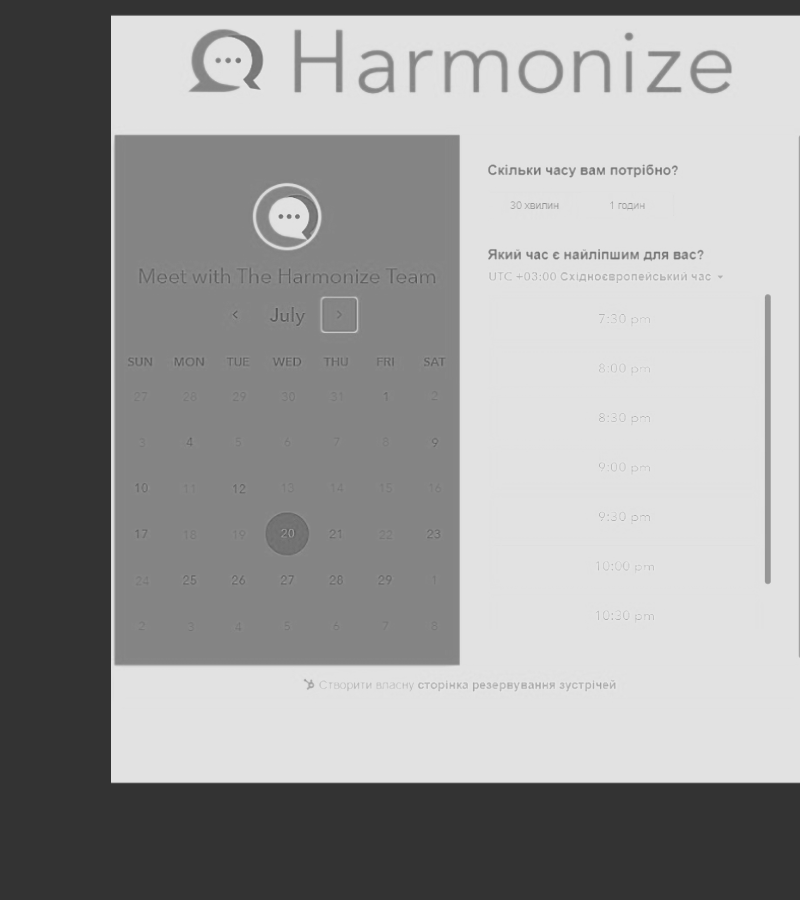 Harmonize
Meet with The Harmonize Team
July
SUN MON TUE WED THU FRI SAT
27 28 29 30 31 1 2
3 4 5 6 7 8 9
10 11 12 13 14 15 16
17 18 19 20 21 22 23
24 25 26 27 28 29 1
2 3 4 5 6 7 8
Скільки часу вам потрібно?
30 хвилин 1 годин
Який час є найліпшим для вас?
UTC +03:00 Східноєвропейський час
7:30 pm
8:00 pm
8:30 pm
9:00 pm
9:30 pm
10:00 pm
10:30 pm
Створити власну сторінка резервування зустрічей